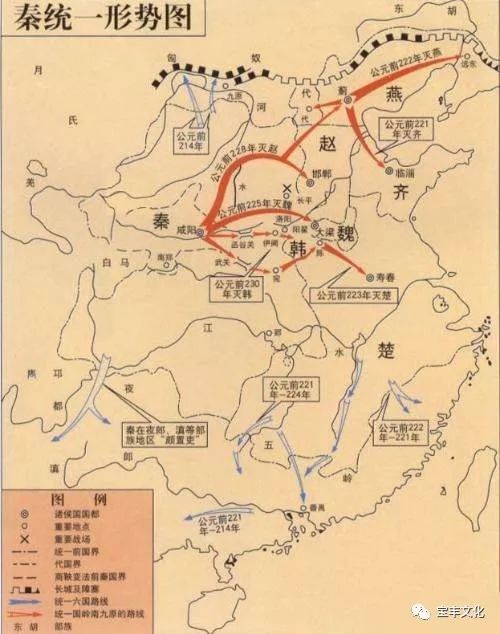 秦统一形势图
东胡
匈奴
月氏
羌
九原
河
代
代
蓟
公元前222年灭燕
远东
燕
赵
公元前214年
公元前228年灭赵
公元前221年灭齐
临淄
齐
邯郸
水
长平
公元前225年灭魏
秦
咸阳
函谷关
伊阙
洛阳
阳翟
大梁
魏
韩
陈
武关
宛
白马
南郑
公元前230年灭韩
公元前223年灭楚
寿春
江
郢
水
楚
邛都
夜郎
滇
秦在夜郎，滇等部族地区“颇置吏”
公元前221年-224年
公元前222年-221年
五岭
番禺
公元前221年-214年
图 例
诸侯国国都
重要地点
重要战场
统一前国界
代国界
商鞅变法前秦国界
长城及障塞
统一六国路线
统一国岭南九原的路线
东胡 部族
宝丰文化